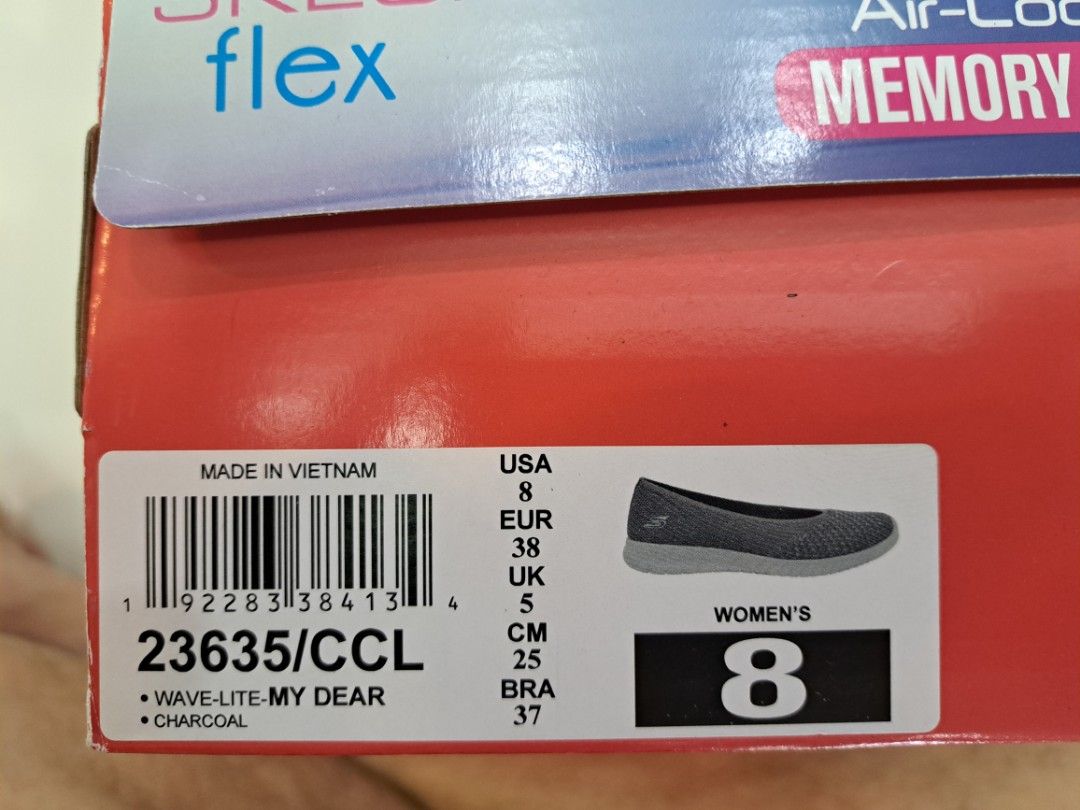 flex
MEMORY
MADE IN VIETNAM
1 92283 38413 4
23635/CCL
• WAVE-LITE-MY DEAR
• CHARCOAL
USA
8
EUR
38
UK
5
CM
25
BRA
37
WOMEN'S
8